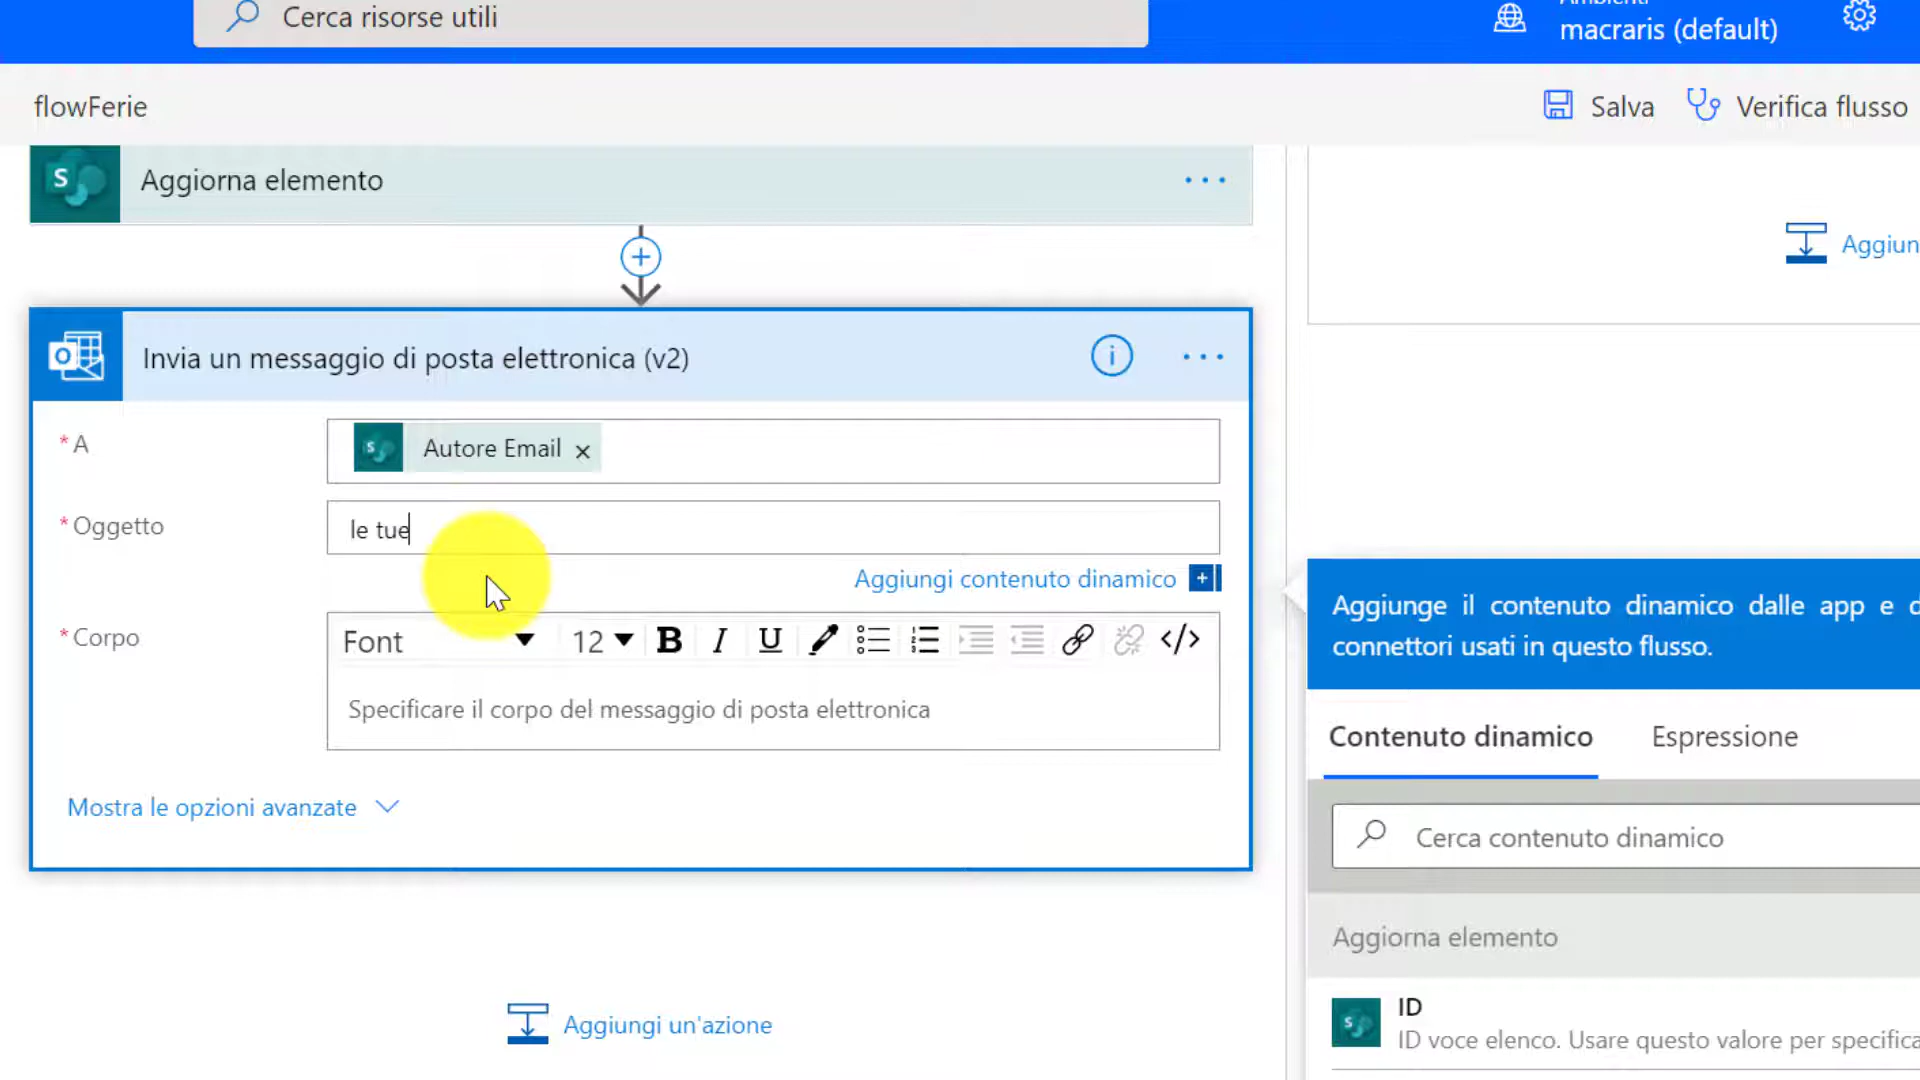 Cerca risorse utili
macraris (default)
flowFerie
Salva
Verifica flusso
Aggiorna elemento
Invia un messaggio di posta elettronica (v2)
* A
Autore Email ×
* Oggetto
le tue
Aggiungi contenuto dinamico
* Corpo
Font
12
B I U
Specificare il corpo del messaggio di posta elettronica
Mostra le opzioni avanzate
Aggiungi un'azione
Aggiun
Aggiunge il contenuto dinamico dalle app e d
connettori usati in questo flusso.
Contenuto dinamico
Espressione
Cerca contenuto dinamico
Aggiorna elemento
ID
ID voce elenco. Usare questo valore per specifica